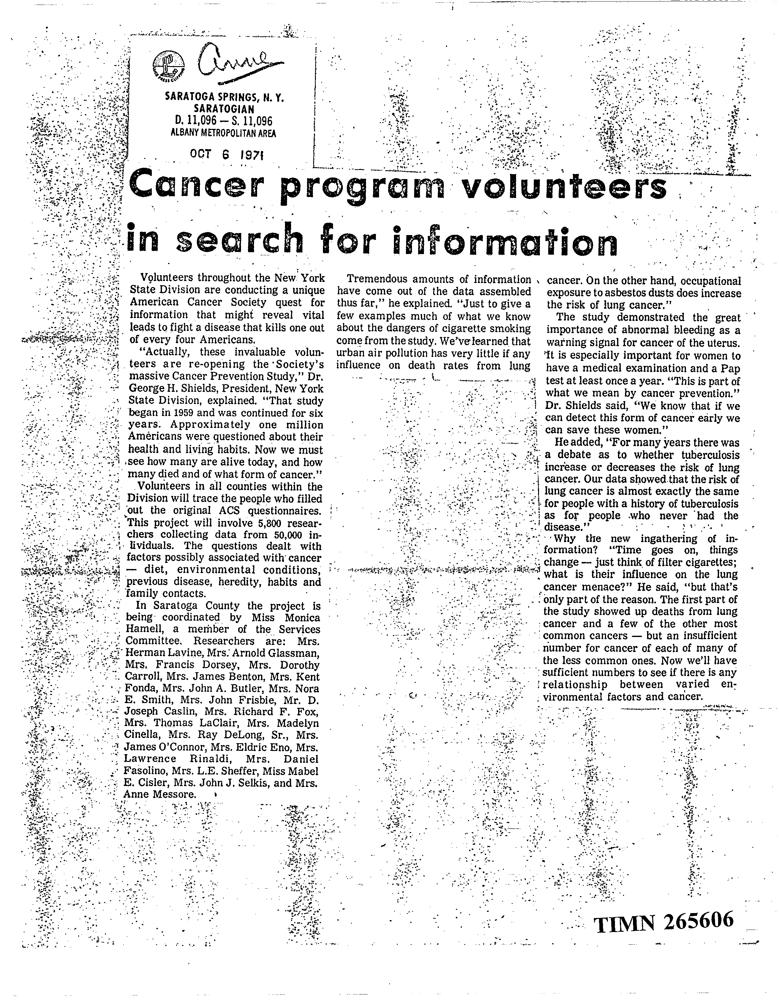 Anne
SARATOGA SPRINGS, N. Y.
SARATOGIAN
D. 11,096 — S. 11,096
ALBANY METROPOLITAN AREA
OCT 6 1971
Cancer program volunteers
in search for information
Volunteers throughout the New York
State Division are conducting a unique
American Cancer Society quest for
information that might reveal vital
leads to fight a disease that kills one out
of every four Americans.
"Actually, these invaluable volun-
teers are re-opening the Society's
massive Cancer Prevention Study," Dr.
George H. Shields, President, New York
State Division, explained. "That study
began in 1959 and was continued for six
years. Approximately one million
Americans were questioned about their
health and living habits. Now we must
see how many are alive today, and how
many died and of what form of cancer."
Volunteers in all counties within the
Division will trace the people who filled
out the original ACS questionnaires.
This project will involve 5,800 resear-
chers collecting data from 50,000 in-
lividuals. The questions dealt with
factors possibly associated with cancer
— diet, environmental conditions,
previous disease, heredity, habits and
family contacts.
In Saratoga County the project is
being coordinated by Miss Monica
Hamell, a member of the Services
Committee. Researchers are: Mrs.
Herman Lavine, Mrs. Arnold Glassman,
Mrs. Francis Dorsey, Mrs. Dorothy
Carroll, Mrs. James Benton, Mrs. Kent
Fonda, Mrs. John A. Butler, Mrs. Nora
E. Smith, Mrs. John Frisbie, Mr. D.
Joseph Caslin, Mrs. Richard F. Fox,
Mrs. Thomas LaClair, Mrs. Madelyn
Cinella, Mrs. Ray DeLong, Sr., Mrs.
James O'Connor, Mrs. Eldric Eno, Mrs.
Lawrence Rinaldi, Mrs. Daniel
Fasolino, Mrs. L.E. Sheffer, Miss Mabel
E. Cisler, Mrs. John J. Selkis, and Mrs.
Anne Messore.
Tremendous amounts of information
have come out of the data assembled
thus far," he explained. "Just to give a
few examples much of what we know
about the dangers of cigarette smoking
come from the study. We've learned that
urban air pollution has very little if any
influence on death rates from lung
cancer. On the other hand, occupational
exposure to asbestos dusts does increase
the risk of lung cancer."
The study demonstrated the great
importance of abnormal bleeding as a
warning signal for cancer of the uterus.
"It is especially important for women to
have a medical examination and a Pap
test at least once a year. "This is part of
what we mean by cancer prevention."
Dr. Shields said, "We know that if we
can detect this form of cancer early we
can save these women."
He added, "For many years there was
a debate as to whether tuberculosis
increase or decreases the risk of lung
cancer. Our data showed that the risk of
lung cancer is almost exactly the same
for people with a history of tuberculosis
as for people who never had the
disease."
Why the new ingathering of in-
formation? "Time goes on, things
change — just think of filter cigarettes;
what is their influence on the lung
cancer menace?" He said, "but that's
only part of the reason. The first part of
the study showed up deaths from lung
cancer and a few of the other most
common cancers — but an insufficient
number for cancer of each of many of
the less common ones. Now we'll have
sufficient numbers to see if there is any
relationship between varied en-
vironmental factors and cancer.
TIMN 265606